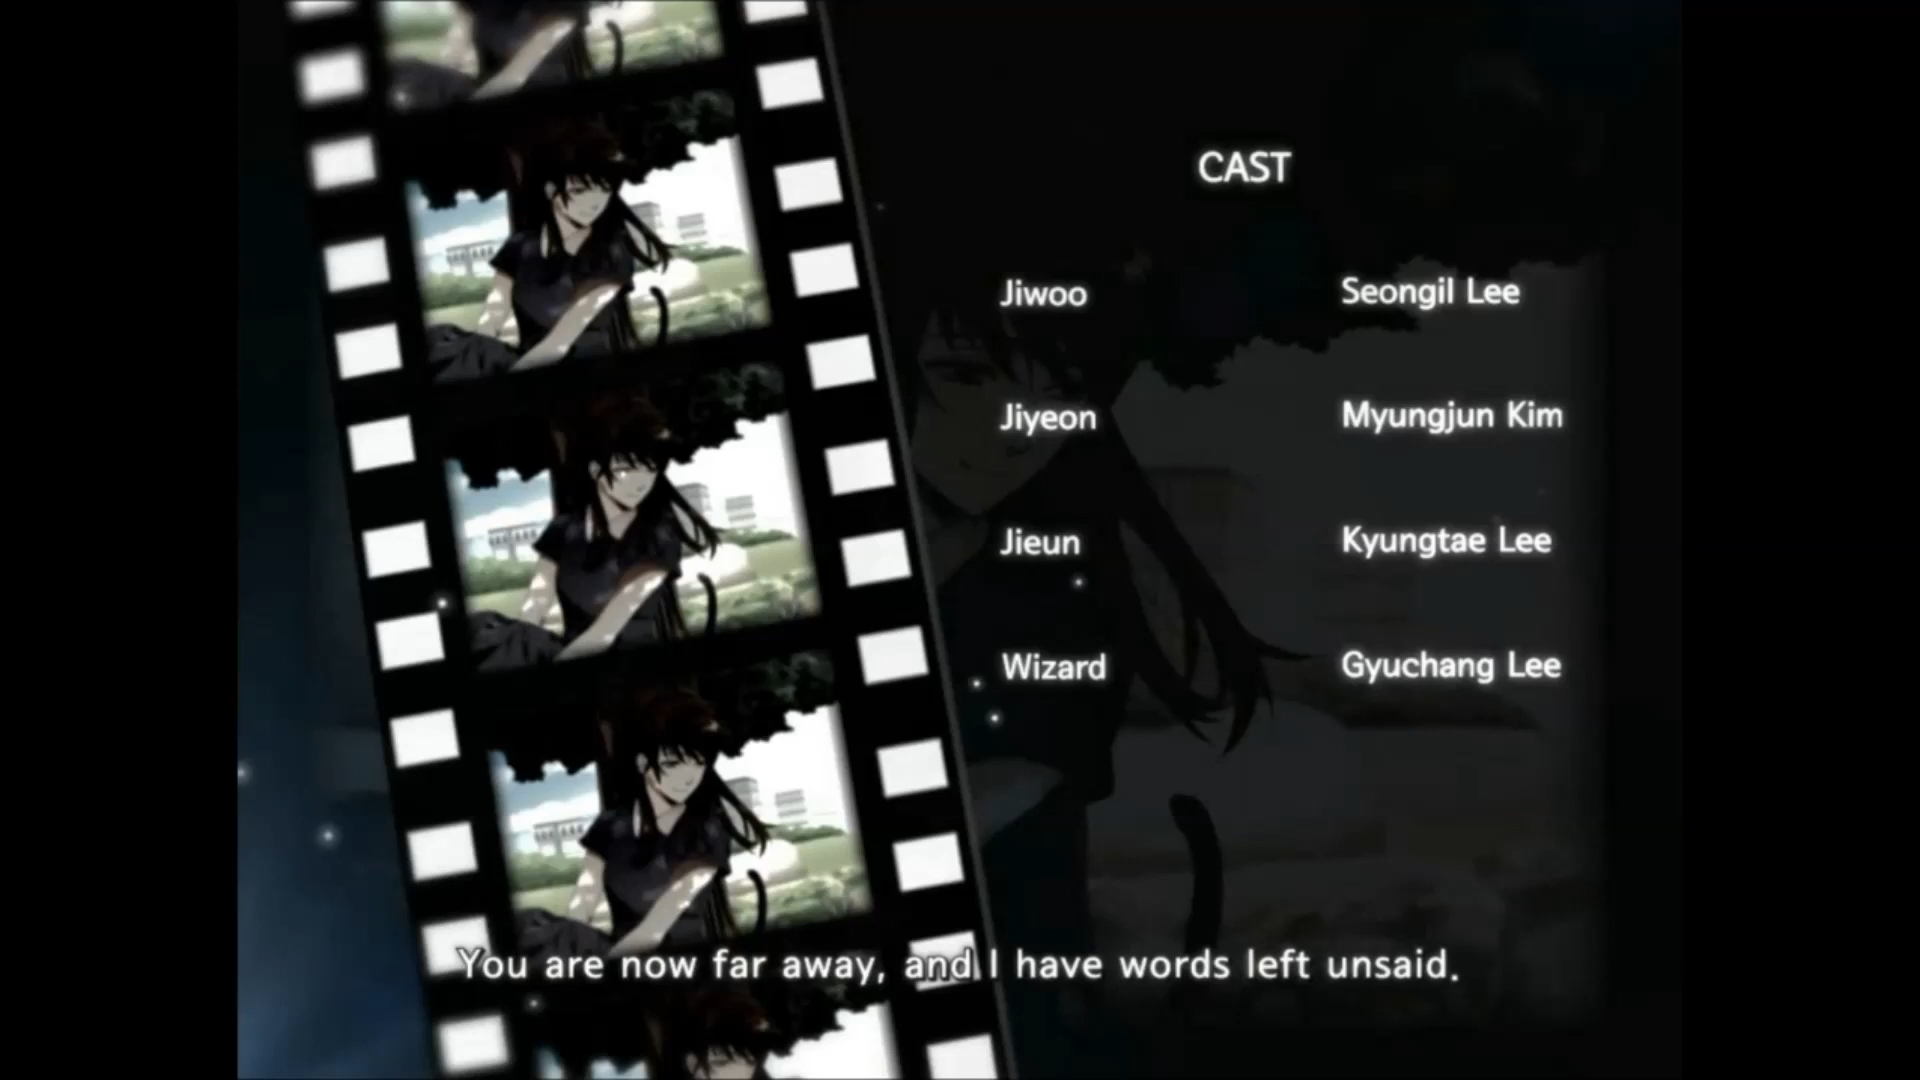 CAST
Jiwoo Seongil Lee
Jiyeon Myungjun Kim
Jieun Kyungtae Lee
Wizard Gyuchang Lee
You are now far away, and I have words left unsaid.